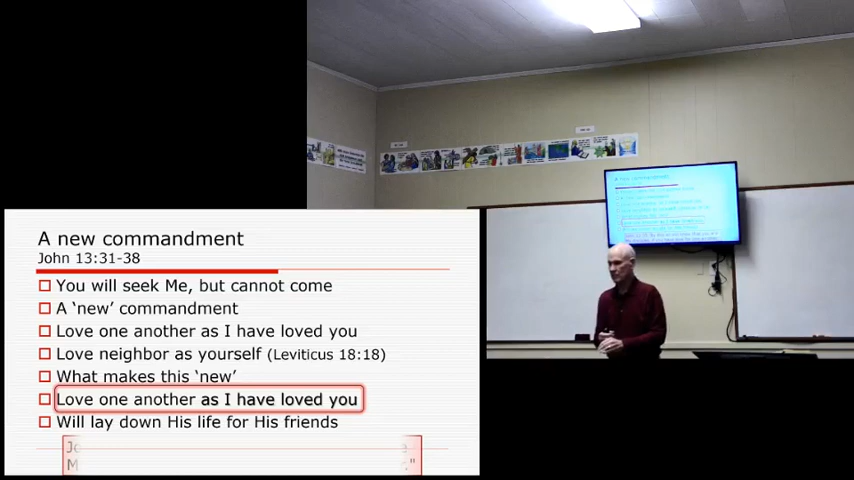 A new commandment
John 13:31-38
You will seek Me, but cannot come
A ‘new’ commandment
Love one another as I have loved you
Love neighbor as yourself (Leviticus 18:18)
What makes this ‘new’
Love one another as I have loved you
Will lay down His life for His friends
A new commandment